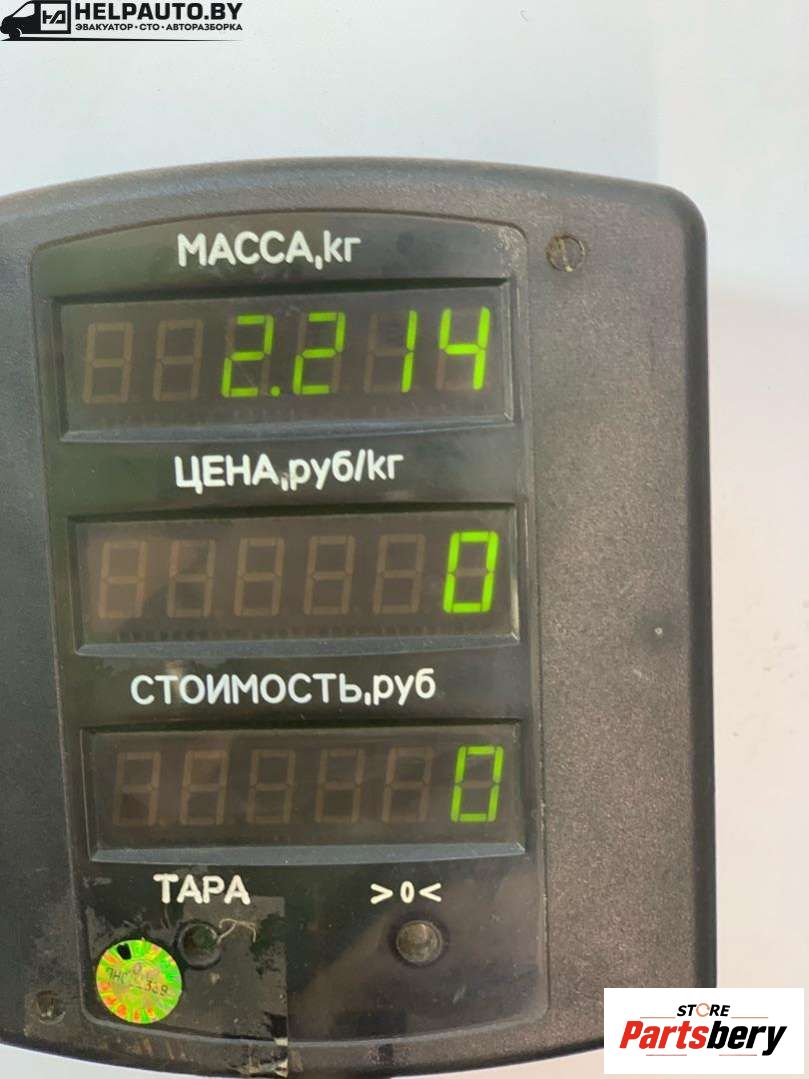 HELPAUTO.BY
ЭВАКУАТОР • СТО • АВТОРАЗБОРКА
МАССА,кг
2.214
ЦЕНА,руб/кг
0
СТОИМОСТЬ,руб
0
ТАРА >0<
STORE
Partsbery